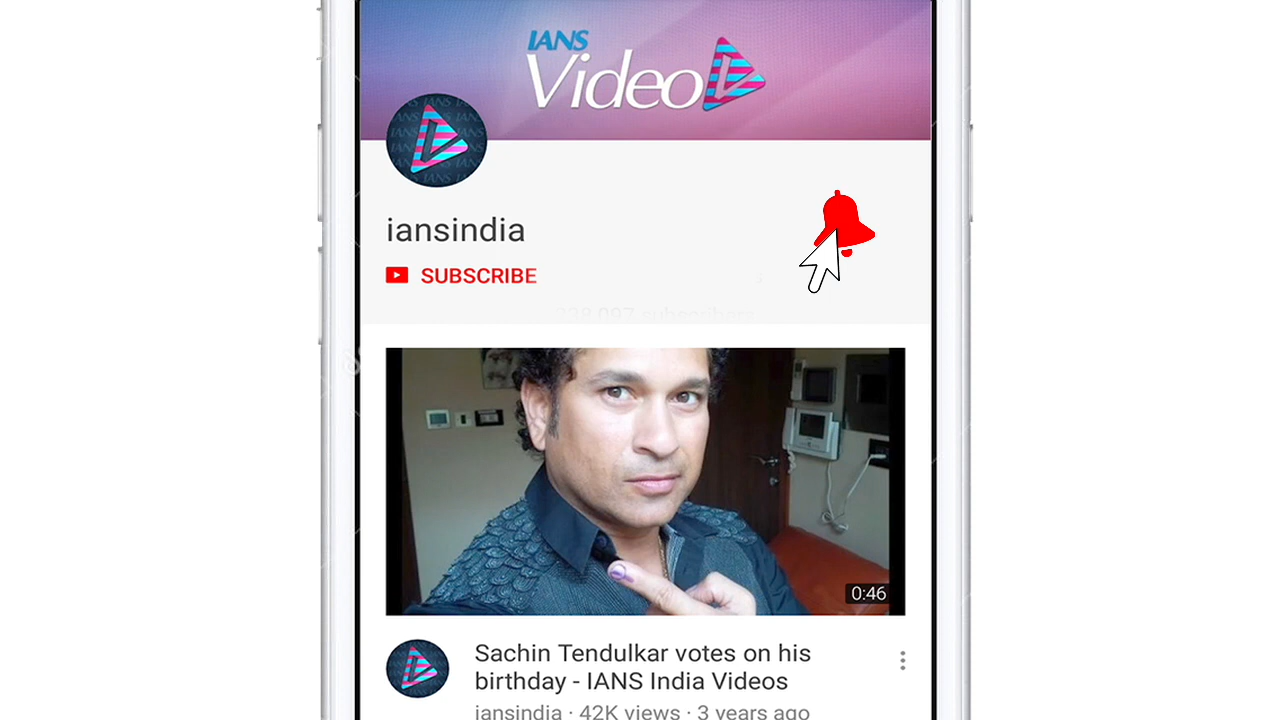 IANS
Video
iansindia
SUBSCRIBE
subscribers
0:46
Sachin Tendulkar votes on his
birthday - IANS India Videos
iansindia · 42K views · 3 years ago